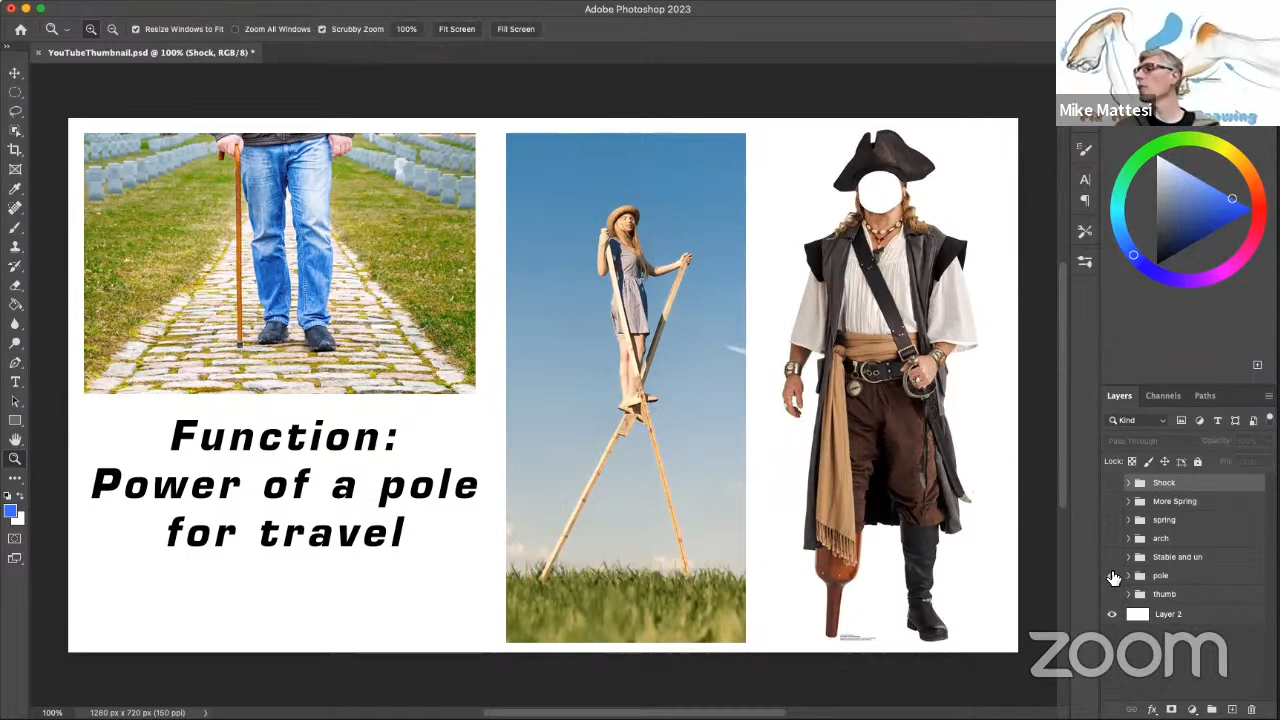 Adobe Photoshop 2023
Resize Windows to Fit
Zoom All Windows
Scrubby Zoom
100%
Fit Screen
Fill Screen
YouTubeThumbnail.psd @ 100% (Shock, RGB/8) *
Mike Mattesi
Function:
Power of a pole
for travel
Layers
Channels
Paths
Kind
Pass Through
Opacity:
Lock:
Shock
More Spring
spring
arch
Stable and un
pole
thumb
Layer 2
zoom
100%
1280 px x 720 px (150 ppi)